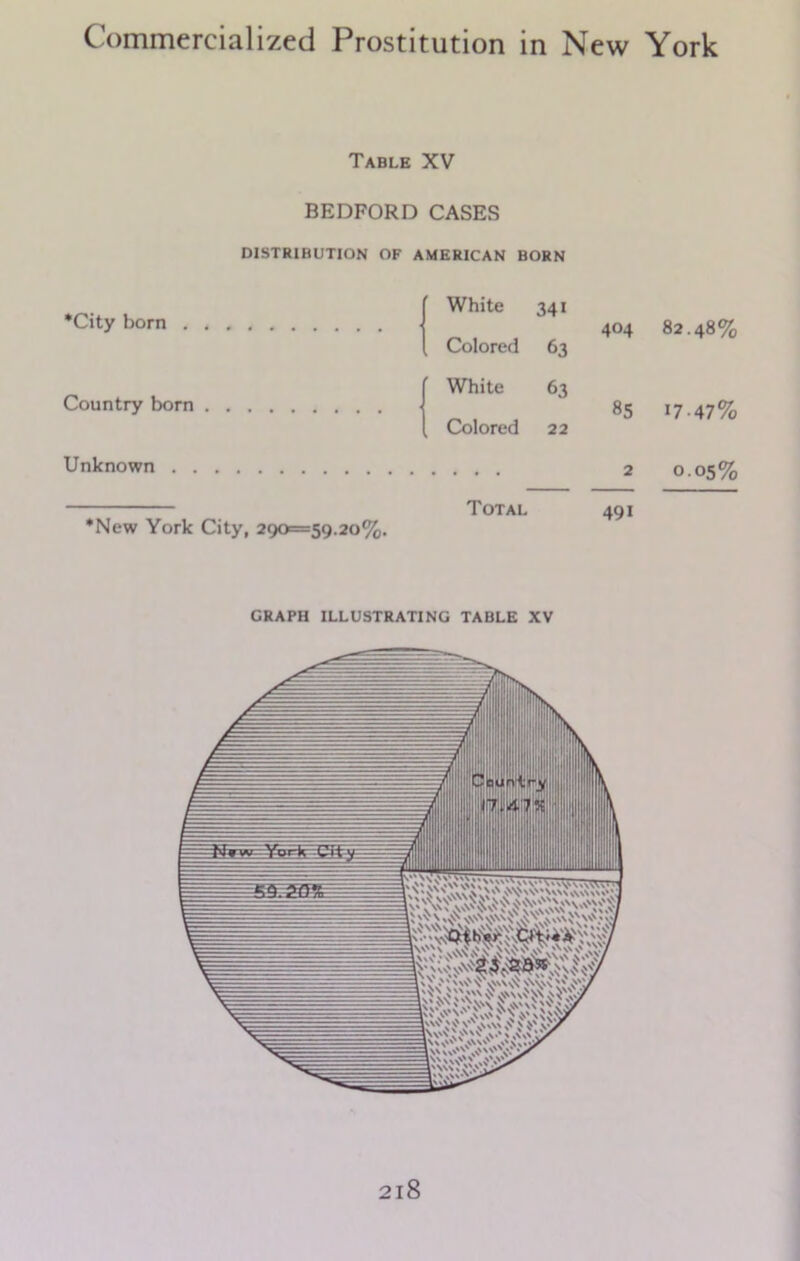 Commercialized Prostitution in New York
TABLE XV
BEDFORD CASES
DISTRIBUTION OF AMERICAN BORN
*City born . . . . . . . . . . { White 341
Colored 63 404 82.48%
Country born . . . . . . . . . { White 63
Colored 22 85 17.47%
Unknown . . . . . . . . . . . . . . . . 2 0.05%
TOTAL 491
*New York City, 290=59.20%.
GRAPH ILLUSTRATING TABLE XV
Country
17.47%
New York City
59.20%
Other Cities
23.28%
218